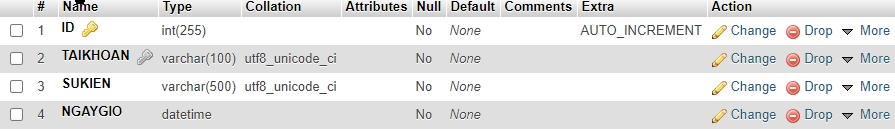 # Name Type Collation Attributes Null Default Comments Extra Action
1 ID int(255) No None AUTO_INCREMENT Change Drop More
2 TAIKHOAN varchar(100) utf8_unicode_ci No None Change Drop More
3 SUKIEN varchar(500) utf8_unicode_ci No None Change Drop More
4 NGAYGIO datetime No None Change Drop More